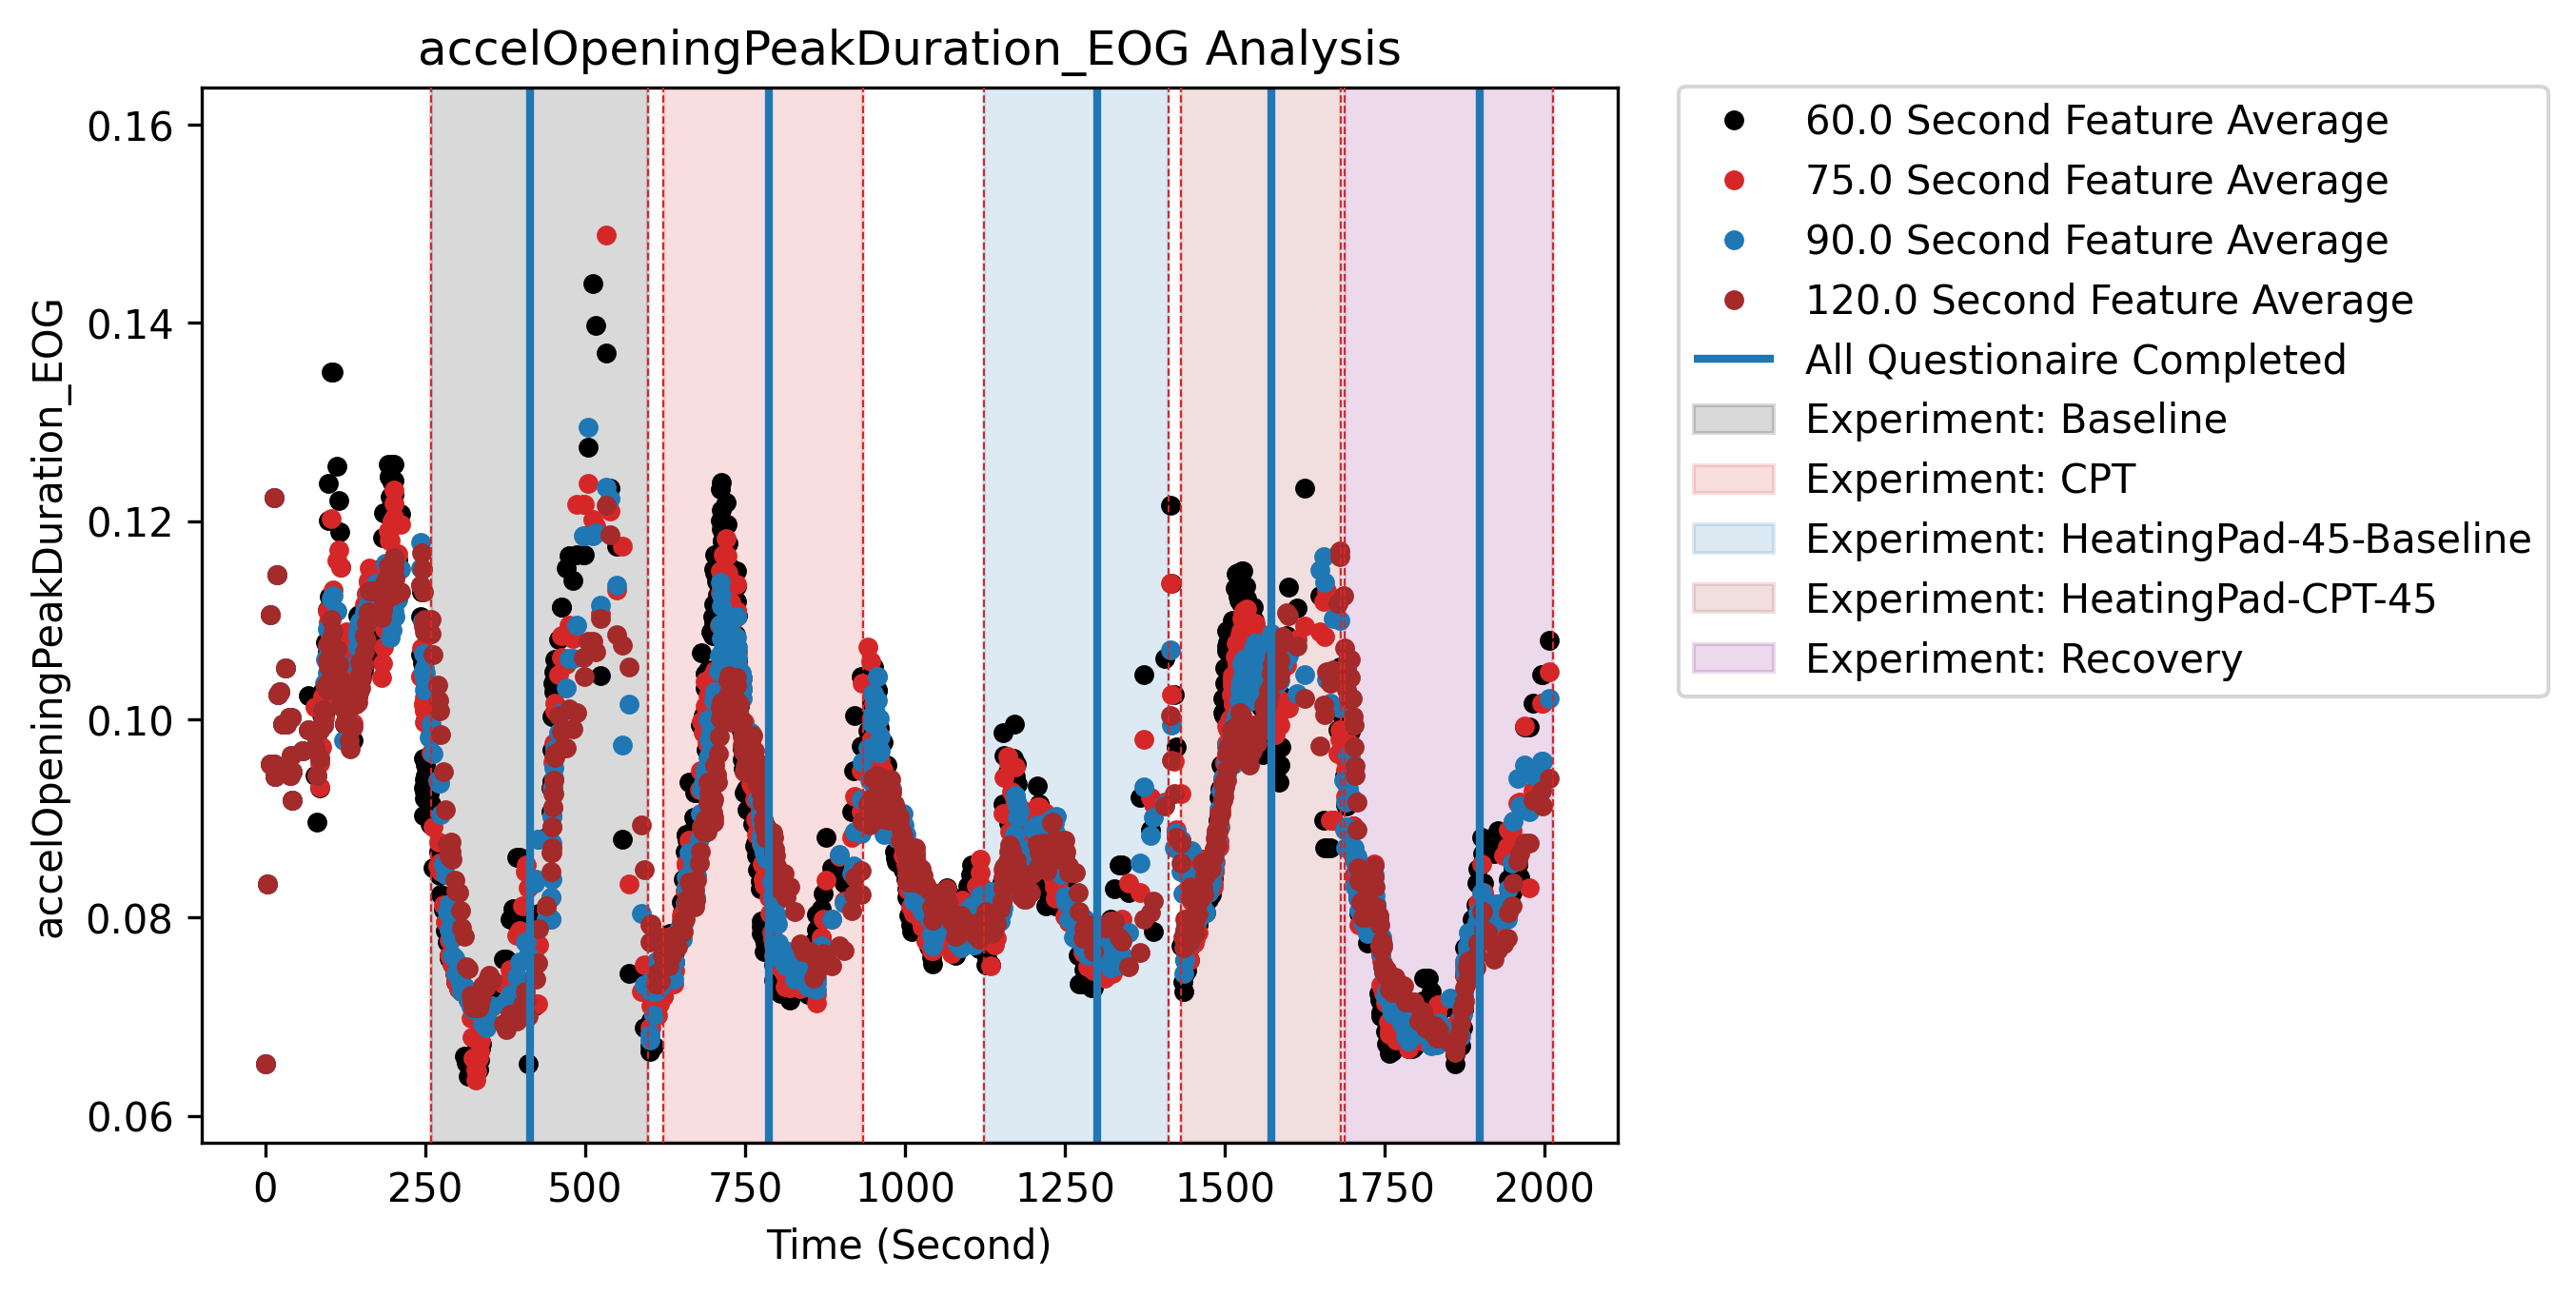 accelOpeningPeakDuration_EOG Analysis
accelOpeningPeakDuration_EOG
0.16
0.14
0.12
0.10
0.08
0.06
0 250 500 750 1000 1250 1500 1750 2000
Time (Second)
60.0 Second Feature Average
75.0 Second Feature Average
90.0 Second Feature Average
120.0 Second Feature Average
All Questionaire Completed
Experiment: Baseline
Experiment: CPT
Experiment: HeatingPad-45-Baseline
Experiment: HeatingPad-CPT-45
Experiment: Recovery